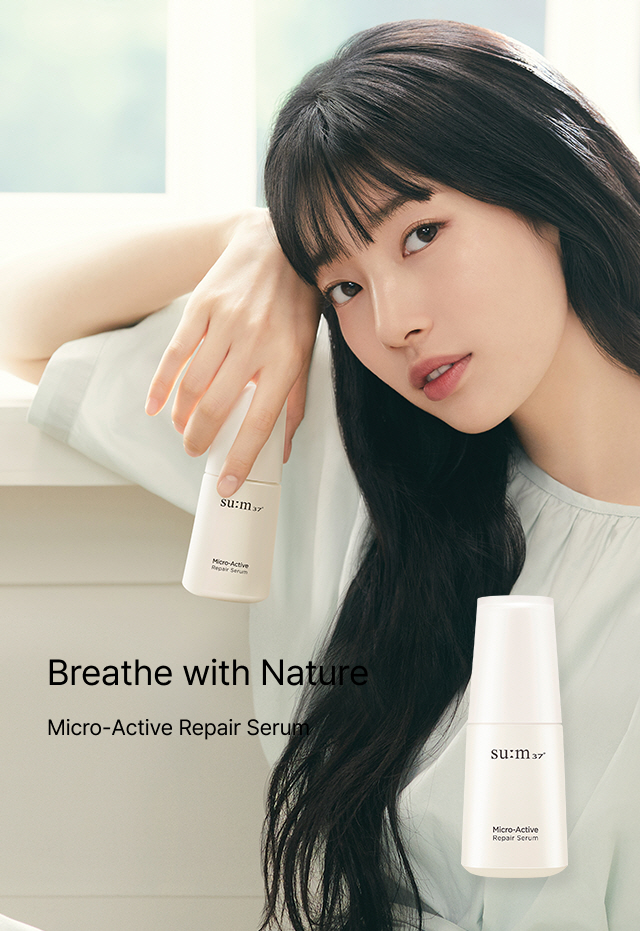 su:m37°
Micro-Active
Repair Serum
Breathe with Nature
Micro-Active Repair Serum
su:m37°
Micro-Active
Repair Serum